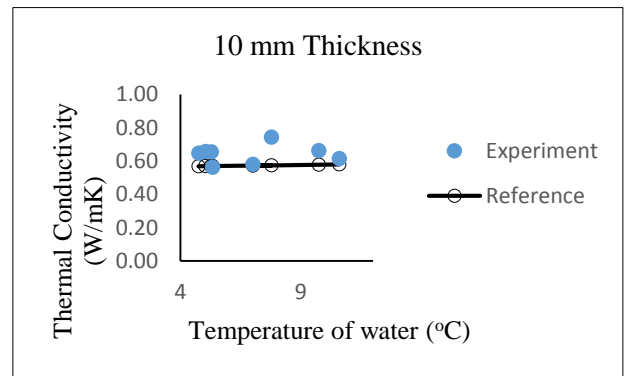 10 mm Thickness
Thermal Conductivity
(W/mK)
1.00
0.80
0.60
0.40
0.20
0.00
4 9
Temperature of water (°C)
Experiment
Reference